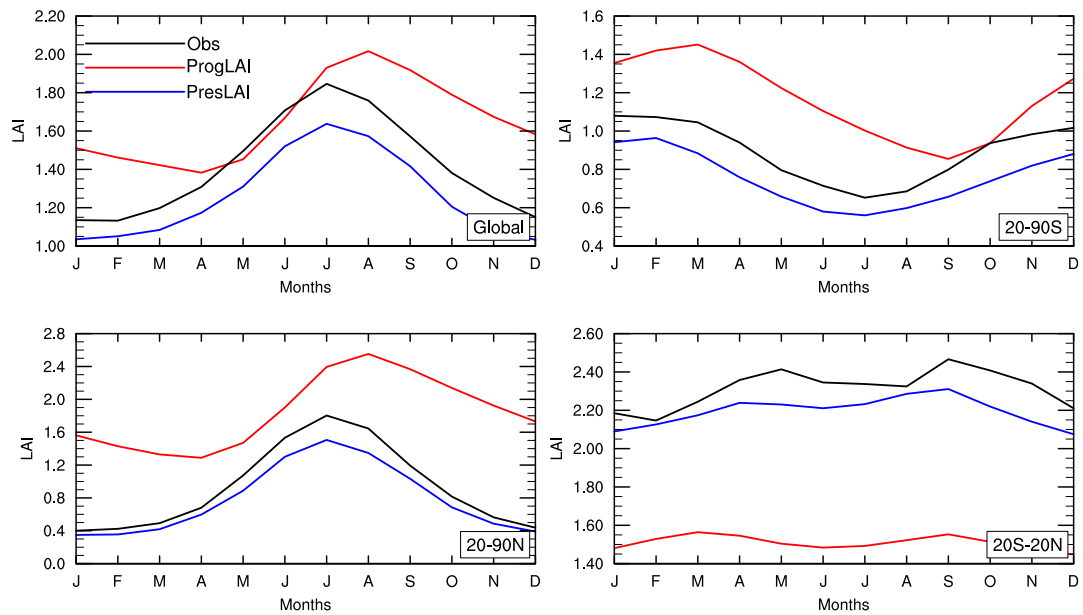 2.20
2.00
1.80
1.60
1.40
1.20
1.00
LAI
Obs
ProgLAI
PresLAI
Global
J F M A M J J A S O N D
Months
1.6
1.4
1.2
1.0
0.8
0.6
0.4
LAI
20-90S
J F M A M J J A S O N D
Months
2.8
2.4
2.0
1.6
1.2
0.8
0.4
0.0
LAI
20-90N
J F M A M J J A S O N D
Months
2.60
2.40
2.20
2.00
1.80
1.60
1.40
LAI
20S-20N
J F M A M J J A S O N D
Months